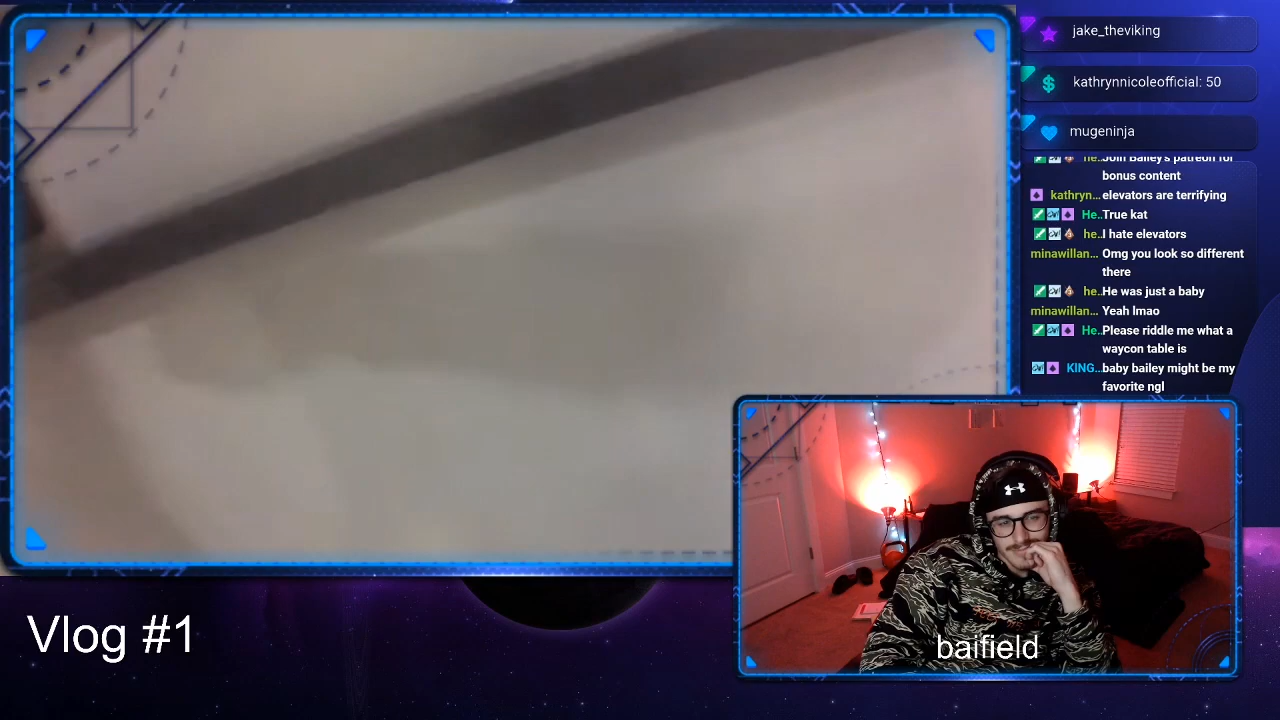 jake_theviking
kathrynnicoleofficial: 50
mugeninja
he..Join Bailey's patreon for
bonus content
kathryn... elevators are terrifying
He..True kat
he..I hate elevators
minawillan... Omg you look so different
there
he..He was just a baby
minawillan... Yeah lmao
He..Please riddle me what a
waycon table is
KING...baby bailey might be my
favorite ngl
Vlog #1
baifield